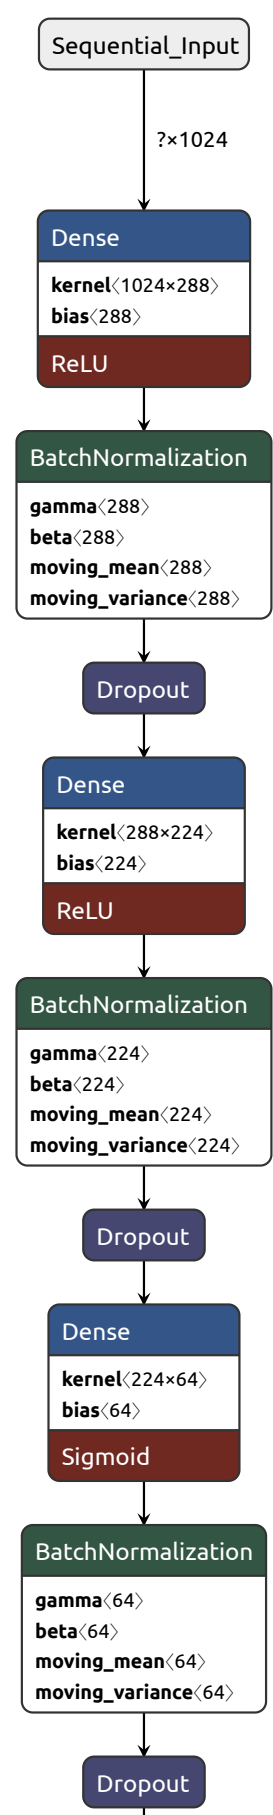 Sequential_Input
?×1024
Dense
kernel〈1024×288〉
bias〈288〉
ReLU
BatchNormalization
gamma〈288〉
beta〈288〉
moving_mean〈288〉
moving_variance〈288〉
Dropout
Dense
kernel〈288×224〉
bias〈224〉
ReLU
BatchNormalization
gamma〈224〉
beta〈224〉
moving_mean〈224〉
moving_variance〈224〉
Dropout
Dense
kernel〈224×64〉
bias〈64〉
Sigmoid
BatchNormalization
gamma〈64〉
beta〈64〉
moving_mean〈64〉
moving_variance〈64〉
Dropout